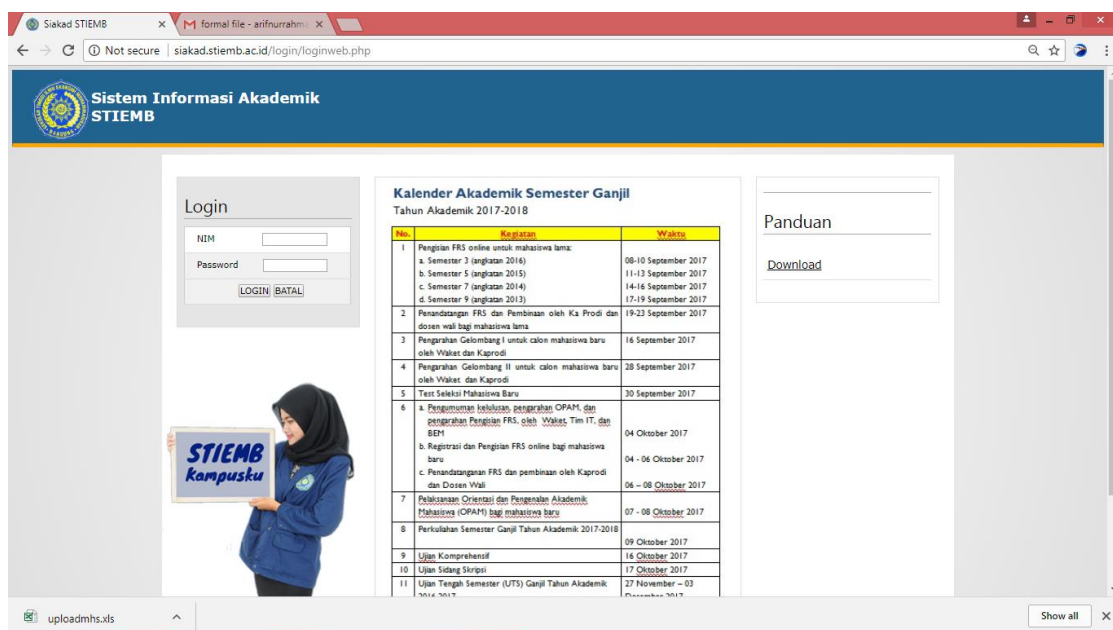 Siakad STIEMB
formal file - arifnurrahm
Not secure | siakad.stiemb.ac.id/login/loginweb.php
Sistem Informasi Akademik
STIEMB
Login
NIM
Password
LOGIN BATAL
STIEMB
Kampusku
Kalender Akademik Semester Ganjil
Tahun Akademik 2017-2018
No. Kegiatan Waktu
1 Pengisian FRS online untuk mahasiswa lama:
a. Semester 3 (angkatan 2016) 08-10 September 2017
b. Semester 5 (angkatan 2015) 11-13 September 2017
c. Semester 7 (angkatan 2014) 14-16 September 2017
d. Semester 9 (angkatan 2013) 17-19 September 2017
2 Penandatangan FRS dan Pembinaan oleh Ka Prodi dan 19-23 September 2017
dosen wali bagi mahasiswa lama
3 Pengarahan Gelombang I untuk calon mahasiswa baru 16 September 2017
oleh Waket dan Kaprodi
4 Pengarahan Gelombang II untuk calon mahasiswa baru 28 September 2017
oleh Waket dan Kaprodi
5 Test Seleksi Mahasiswa Baru 30 September 2017
6 a. Pengumuman kelulusan, pengarahan OPAM, dan
pengarahan Pengisian FRS, oleh Waket, Tim IT, dan
BEM 04 Oktober 2017
b. Registrasi dan Pengisian FRS online bagi mahasiswa
baru 04 - 06 Oktober 2017
c. Penandatanganan FRS dan pembinaan oleh Kaprodi
dan Dosen Wali 06 – 08 Oktober 2017
7 Pelaksanaan Orientasi dan Pengenalan Akademik
Mahasiswa (OPAM) bagi mahasiswa baru 07 - 08 Oktober 2017
8 Perkuliahan Semester Ganjil Tahun Akademik 2017-2018
09 Oktober 2017
9 Ujian Komprehensif 16 Oktober 2017
10 Ujian Sidang Skripsi 17 Oktober 2017
11 Ujian Tengah Semester (UTS) Ganjil Tahun Akademik 27 November – 03
2016-2017 Desember 2017
Panduan
Download
uploadmhs.xls
Show all